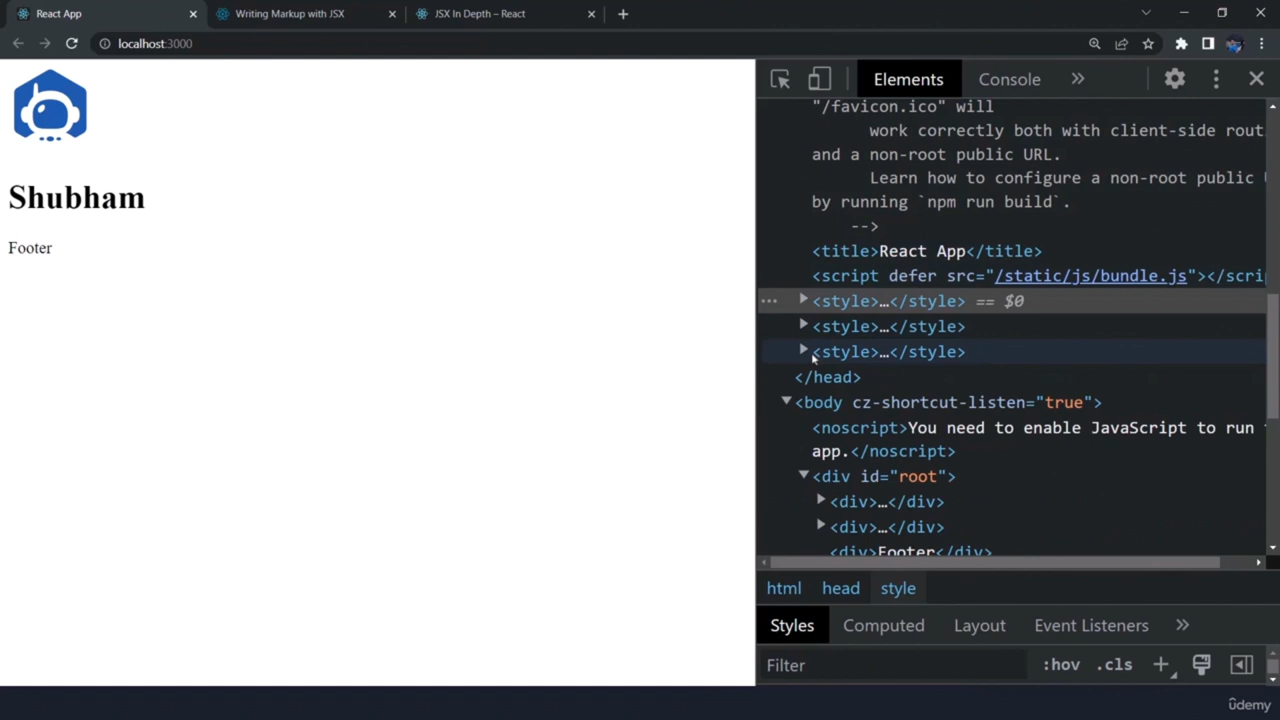 React App
Writing Markup with JSX
JSX In Depth – React
localhost:3000
Shubham
Footer
Elements
Console
"/favicon.ico" will
work correctly both with client-side rout
and a non-root public URL.
Learn how to configure a non-root public
by running `npm run build`.
-->
<title>React App</title>
<script defer src="/static/js/bundle.js"></scrip
<style>…</style> == $0
<style>…</style>
<style>…</style>
</head>
<body cz-shortcut-listen="true">
<noscript>You need to enable JavaScript to run
app.</noscript>
<div id="root">
<div>…</div>
<div>…</div>
<div>Footer</div>
html head style
Styles Computed Layout Event Listeners
Filter :hov .cls
ûdemy